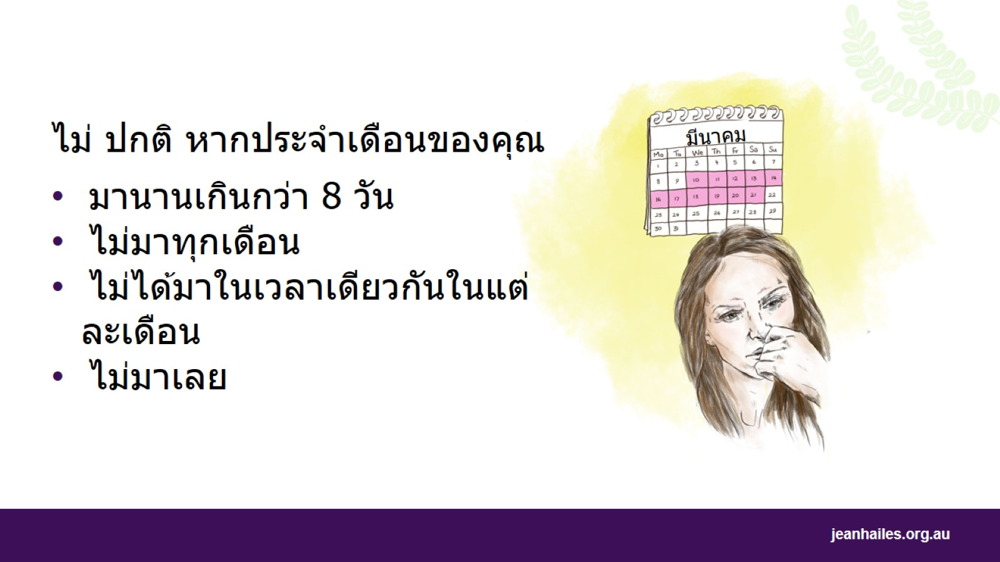 ไม่ ปกติ หากประจำเดือนของคุณ
• มานานเกินกว่า 8 วัน
• ไม่มาทุกเดือน
• ไม่ได้มาในเวลาเดียวกันในแต่
ละเดือน
• ไม่มาเลย
มีนาคม
Mo Tu We Th Fr Sa Su
1 2 3 4 5 6 7
8 9 10 11 12 13 14
16 17 18 19 20 21 22
23 24 25 26 27 28 29
30 31
jeanhailes.org.au